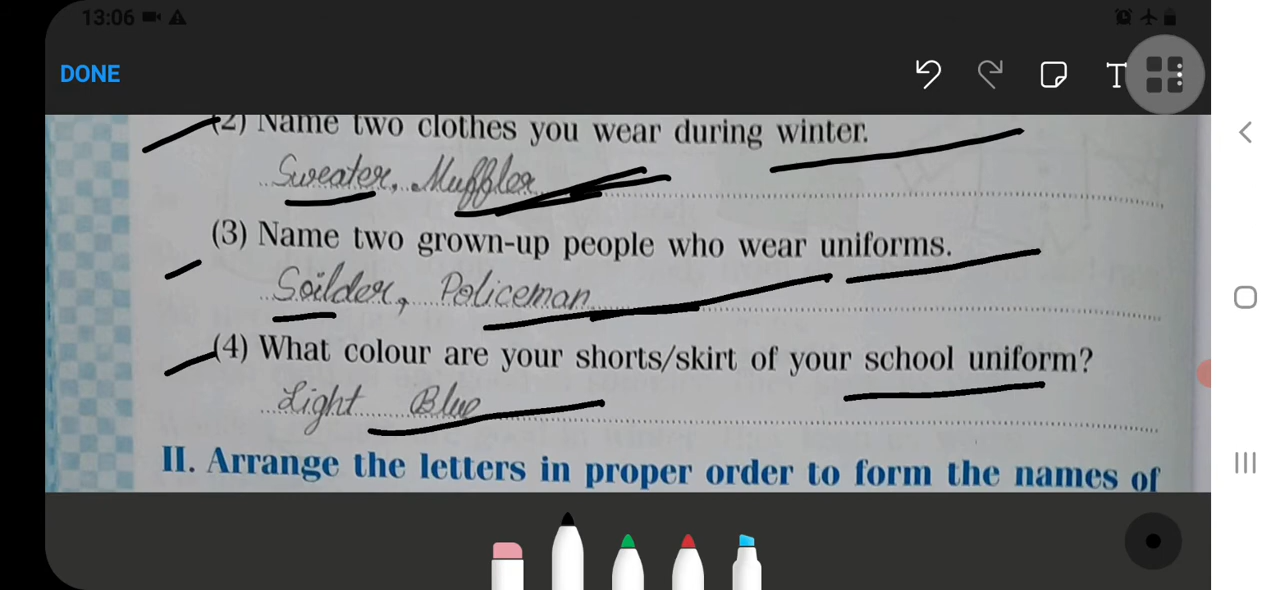 13:06
DONE
T
(2) Name two clothes you wear during winter.
Sweater, Muffler
(3) Name two grown-up people who wear uniforms.
Soilder, Policeman
(4) What colour are your shorts/skirt of your school uniform?
Light Blue
II. Arrange the letters in proper order to form the names of